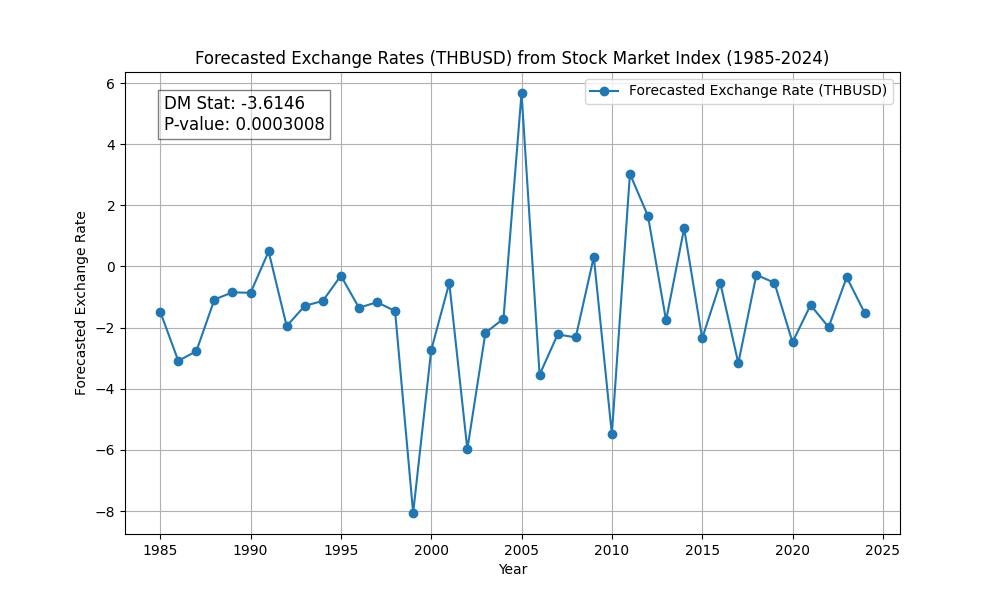 Forecasted Exchange Rates (THBUSD) from Stock Market Index (1985-2024)
DM Stat: -3.6146
P-value: 0.0003008
Forecasted Exchange Rate (THBUSD)
Forecasted Exchange Rate
6
4
2
0
−2
−4
−6
−8
1985 1990 1995 2000 2005 2010 2015 2020 2025
Year